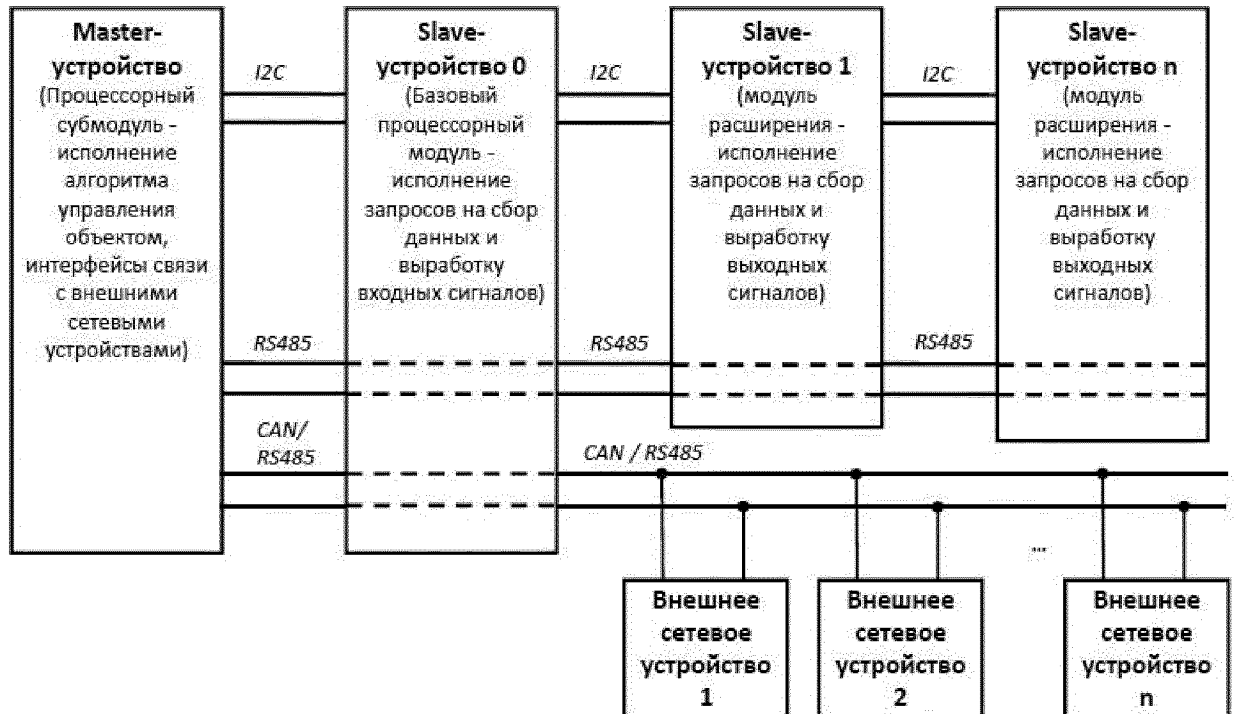 Master-
устройство
(Процессорный
субмодуль -
исполнение
алгоритма
управления
объектом,
интерфейсы связи
с внешними
сетевыми
устройствами)
I2C
RS485
CAN/
RS485
Slave-
устройство 0
(Базовый
процессорный
модуль -
исполнение
запросов на сбор
данных и
выработку
входных сигналов)
I2C
RS485
CAN / RS485
Slave-
устройство 1
(модуль
расширения -
исполнение
запросов на сбор
данных и
выработку
выходных
сигналов)
I2C
RS485
Slave-
устройство n
(модуль
расширения -
исполнение
запросов на сбор
данных и
выработку
выходных
сигналов)
...
Внешнее
сетевое
устройство
1
Внешнее
сетевое
устройство
2
Внешнее
сетевое
устройство
n